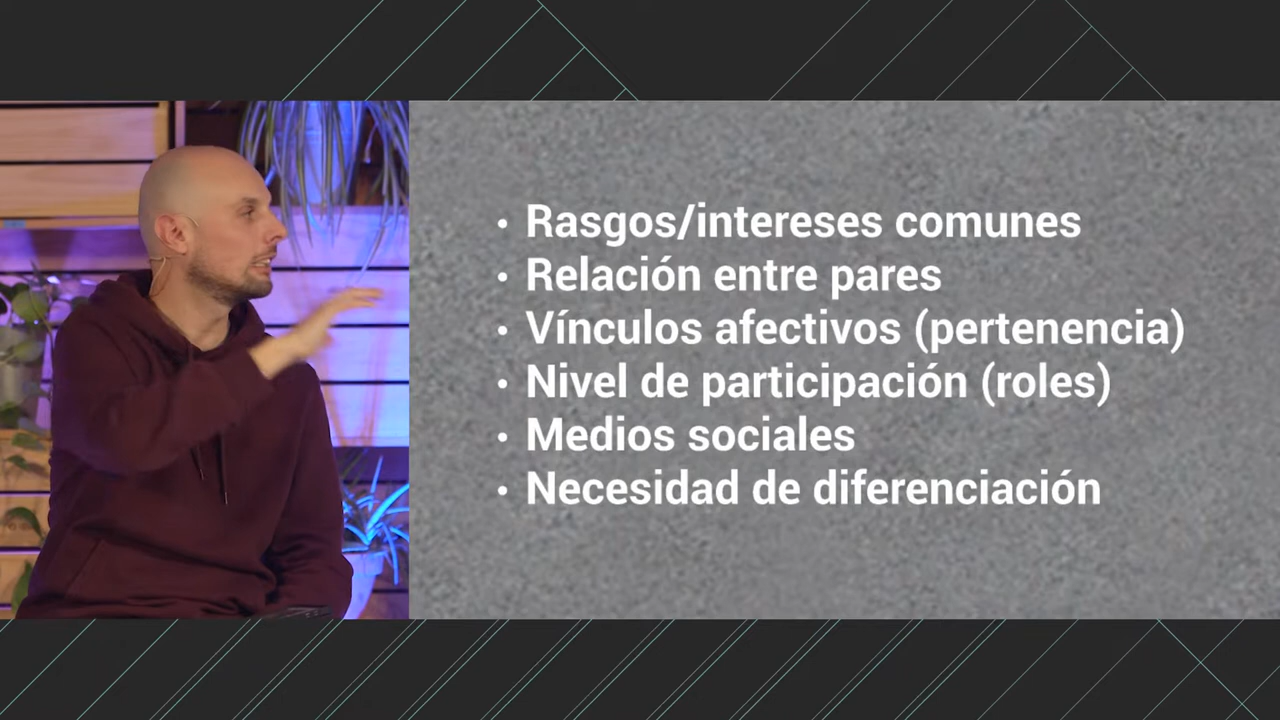 • Rasgos/intereses comunes
• Relación entre pares
• Vínculos afectivos (pertenencia)
• Nivel de participación (roles)
• Medios sociales
• Necesidad de diferenciación